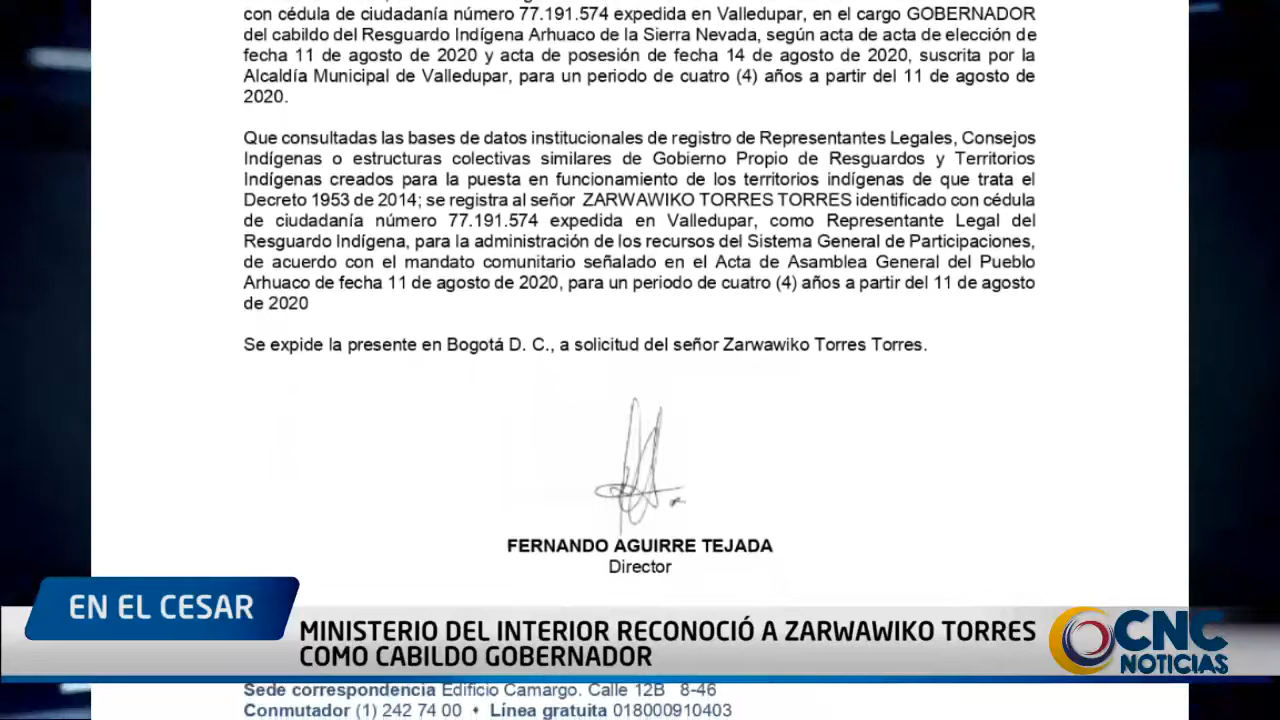 con cédula de ciudadanía número 77.191.574 expedida en Valledupar, en el cargo GOBERNADOR
del cabildo del Resguardo Indígena Arhuaco de la Sierra Nevada, según acta de acta de elección de
fecha 11 de agosto de 2020 y acta de posesión de fecha 14 de agosto de 2020, suscrita por la
Alcaldía Municipal de Valledupar, para un periodo de cuatro (4) años a partir del 11 de agosto de
2020.
Que consultadas las bases de datos institucionales de registro de Representantes Legales, Consejos
Indígenas o estructuras colectivas similares de Gobierno Propio de Resguardos y Territorios
Indígenas creados para la puesta en funcionamiento de los territorios indígenas de que trata el
Decreto 1953 de 2014; se registra al señor ZARWAWIKO TORRES TORRES identificado con cédula
de ciudadanía número 77.191.574 expedida en Valledupar, como Representante Legal del
Resguardo Indígena, para la administración de los recursos del Sistema General de Participaciones,
de acuerdo con el mandato comunitario señalado en el Acta de Asamblea General del Pueblo
Arhuaco de fecha 11 de agosto de 2020, para un periodo de cuatro (4) años a partir del 11 de agosto
de 2020
Se expide la presente en Bogotá D. C., a solicitud del señor Zarwawiko Torres Torres.
FERNANDO AGUIRRE TEJADA
Director
EN EL CESAR
MINISTERIO DEL INTERIOR RECONOCIÓ A ZARWAWIKO TORRES
COMO CABILDO GOBERNADOR
CNC
NOTICIAS
Sede correspondencia Edificio Camargo. Calle 12B 8-46
Conmutador (1) 242 74 00 • Línea gratuita 018000910403